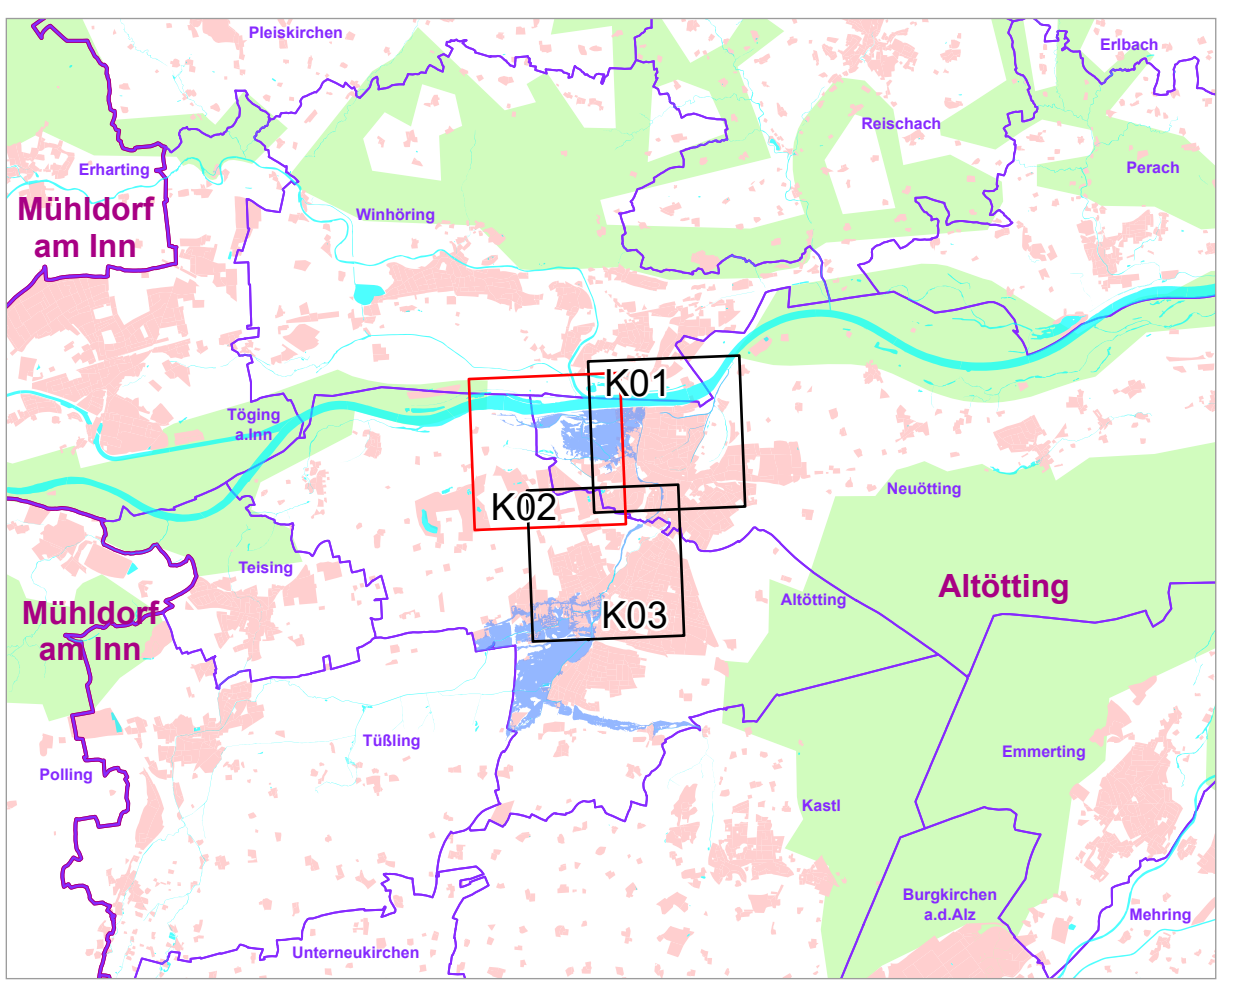 Pleiskirchen
Erlbach
Reischach
Erharting
Perach
Mühldorf
am Inn
Winhöring
K01
Töging
a.Inn
Neuötting
K02
Teising
Altötting
Altötting
Mühldorf
am Inn
K03
Tüßling
Emmerting
Polling
Kastl
Burgkirchen
a.d.Alz
Mehring
Unterneukirchen